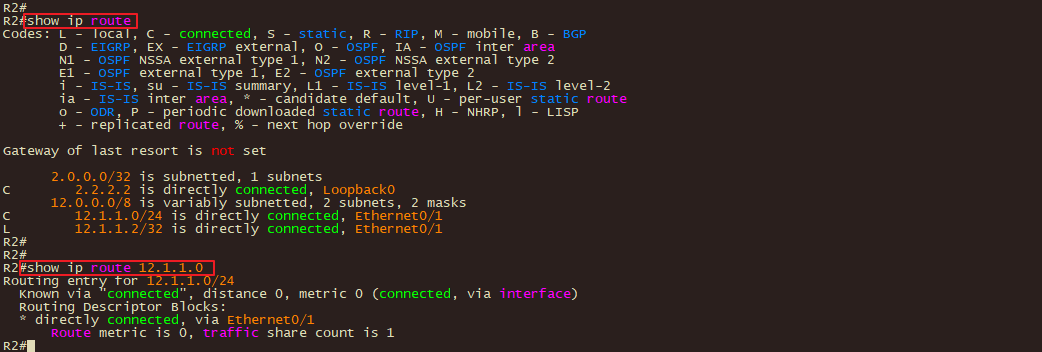 R2#
R2#show ip route
Codes: L - local, C - connected, S - static, R - RIP, M - mobile, B - BGP
       D - EIGRP, EX - EIGRP external, O - OSPF, IA - OSPF inter area
       N1 - OSPF NSSA external type 1, N2 - OSPF NSSA external type 2
       E1 - OSPF external type 1, E2 - OSPF external type 2
       i - IS-IS, su - IS-IS summary, L1 - IS-IS level-1, L2 - IS-IS level-2
       ia - IS-IS inter area, * - candidate default, U - per-user static route
       o - ODR, P - periodic downloaded static route, H - NHRP, l - LISP
       + - replicated route, % - next hop override
Gateway of last resort is not set
      2.0.0.0/32 is subnetted, 1 subnets
C        2.2.2.2 is directly connected, Loopback0
      12.0.0.0/8 is variably subnetted, 2 subnets, 2 masks
C        12.1.1.0/24 is directly connected, Ethernet0/1
L        12.1.1.2/32 is directly connected, Ethernet0/1
R2#
R2#
R2#show ip route 12.1.1.0
Routing entry for 12.1.1.0/24
  Known via "connected", distance 0, metric 0 (connected, via interface)
  Routing Descriptor Blocks:
  * directly connected, via Ethernet0/1
      Route metric is 0, traffic share count is 1
R2#